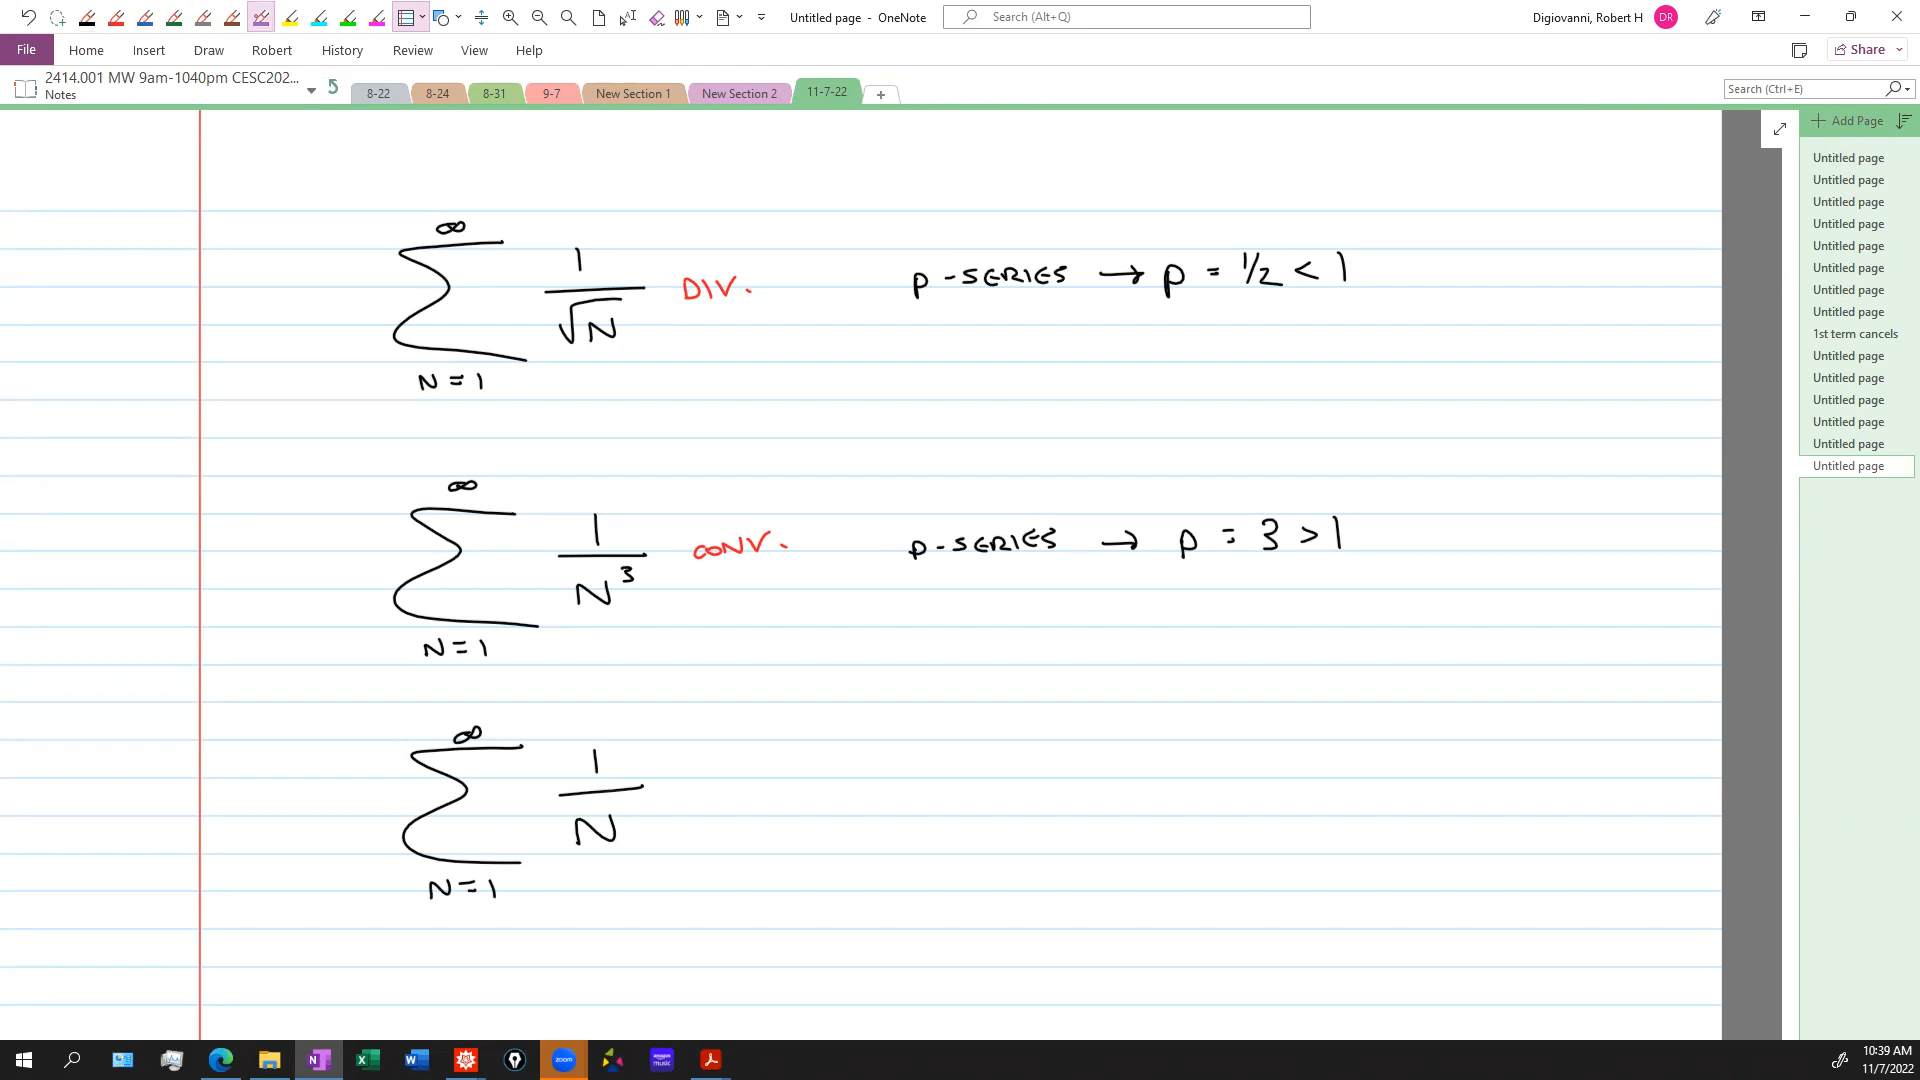 Untitled page - OneNote
Search (Alt+Q)
Digiovanni, Robert H
DR
File Home Insert Draw Robert History Review View Help
Share
2414.001 MW 9am-1040pm CESC202...
Notes
8-22 8-24 8-31 9-7 New Section 1 New Section 2 11-7-22 +
Search (Ctrl+E)
Add Page
Untitled page
Untitled page
Untitled page
Untitled page
Untitled page
Untitled page
Untitled page
Untitled page
1st term cancels
Untitled page
Untitled page
Untitled page
Untitled page
Untitled page
Untitled page
∞
∑ 1/√N DIV. P-SERIES → P = 1/2 < 1
N = 1
∞
∑ 1/N³ CONV. P-SERIES → P = 3 > 1
N = 1
∞
∑ 1/N
N = 1
zoom
amazon music
10:39 AM
11/7/2022